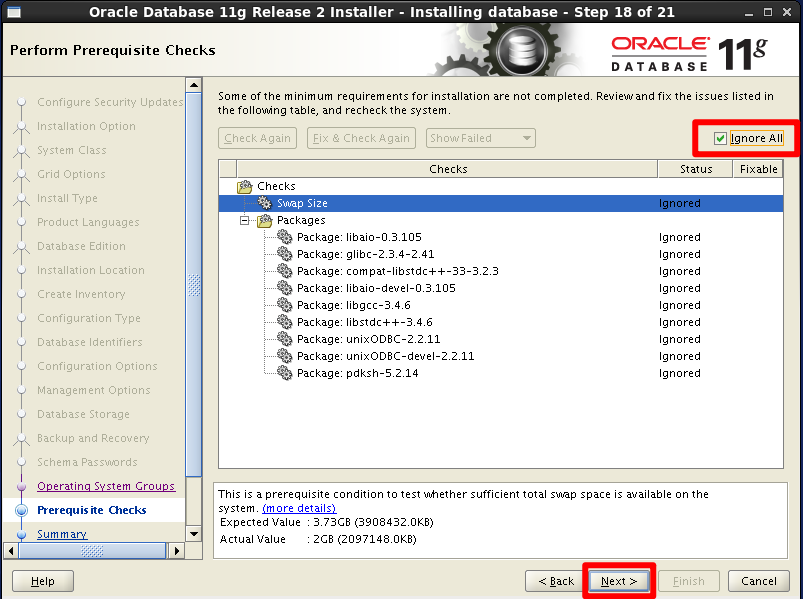 Oracle Database 11g Release 2 Installer - Installing database - Step 18 of 21
Perform Prerequisite Checks
ORACLE
DATABASE 11g
Configure Security Updates
Installation Option
System Class
Grid Options
Install Type
Product Languages
Database Edition
Installation Location
Create Inventory
Configuration Type
Database Identifiers
Configuration Options
Management Options
Database Storage
Backup and Recovery
Schema Passwords
Operating System Groups
Prerequisite Checks
Summary
Some of the minimum requirements for installation are not completed. Review and fix the issues listed in
the following table, and recheck the system.
Check Again Fix & Check Again Show Failed Ignore All
Checks Status Fixable
Checks
Swap Size Ignored
Packages
Package: libaio-0.3.105 Ignored
Package: glibc-2.3.4-2.41 Ignored
Package: compat-libstdc++-33-3.2.3 Ignored
Package: libaio-devel-0.3.105 Ignored
Package: libgcc-3.4.6 Ignored
Package: libstdc++-3.4.6 Ignored
Package: unixODBC-2.2.11 Ignored
Package: unixODBC-devel-2.2.11 Ignored
Package: pdksh-5.2.14 Ignored
This is a prerequisite condition to test whether sufficient total swap space is available on the
system. (more details)
Expected Value : 3.73GB (3908432.0KB)
Actual Value : 2GB (2097148.0KB)
Help < Back Next > Finish Cancel